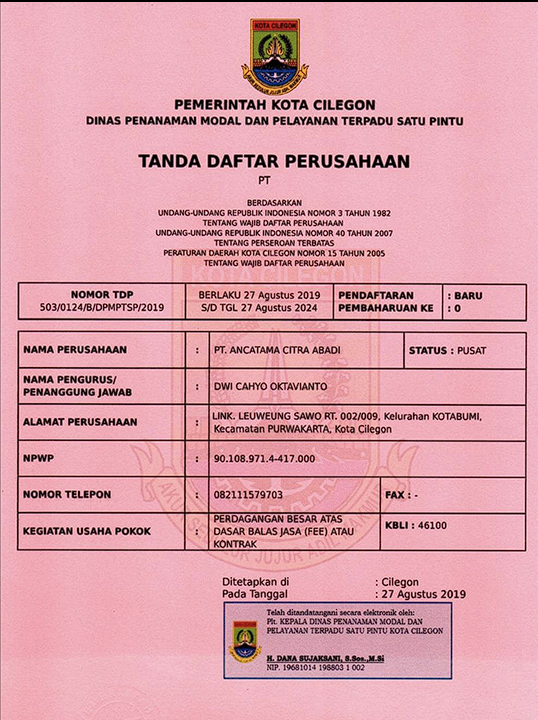 KOTA CILEGON
PEMERINTAH KOTA CILEGON
DINAS PENANAMAN MODAL DAN PELAYANAN TERPADU SATU PINTU
TANDA DAFTAR PERUSAHAAN
PT
BERDASARKAN
UNDANG-UNDANG REPUBLIK INDONESIA NOMOR 3 TAHUN 1982
TENTANG WAJIB DAFTAR PERUSAHAAN
UNDANG-UNDANG REPUBLIK INDONESIA NOMOR 40 TAHUN 2007
TENTANG PERSEROAN TERBATAS
PERATURAN DAERAH KOTA CILEGON NOMOR 15 TAHUN 2005
TENTANG WAJIB DAFTAR PERUSAHAAN
KOTA CILEGON
NOMOR TDP
503/0124/B/DPMPTSP/2019
BERLAKU 27 Agustus 2019
S/D TGL 27 Agustus 2024
PENDAFTARAN : BARU
PEMBAHARUAN KE : 0
NAMA PERUSAHAAN : PT. ANCATAMA CITRA ABADI STATUS : PUSAT
NAMA PENGURUS/
PENANGGUNG JAWAB : DWI CAHYO OKTAVIANTO
ALAMAT PERUSAHAAN : LINK. LEUWEUNG SAWO RT. 002/009, Kelurahan KOTABUMI,
Kecamatan PURWAKARTA, Kota Cilegon
NPWP : 90.108.971.4-417.000
NOMOR TELEPON : 082111579703 FAX : -
KEGIATAN USAHA POKOK : PERDAGANGAN BESAR ATAS
DASAR BALAS JASA (FEE) ATAU
KONTRAK
KBLI : 46100
Ditetapkan di : Cilegon
Pada Tanggal : 27 Agustus 2019
Telah ditandatangani secara elektronik oleh:
Plt. KEPALA DINAS PENANAMAN MODAL DAN
PELAYANAN TERPADU SATU PINTU KOTA CILEGON
H. DANA SUJAKSANI, S.Sos.,M.Si
NIP. 19681014 198803 1 002